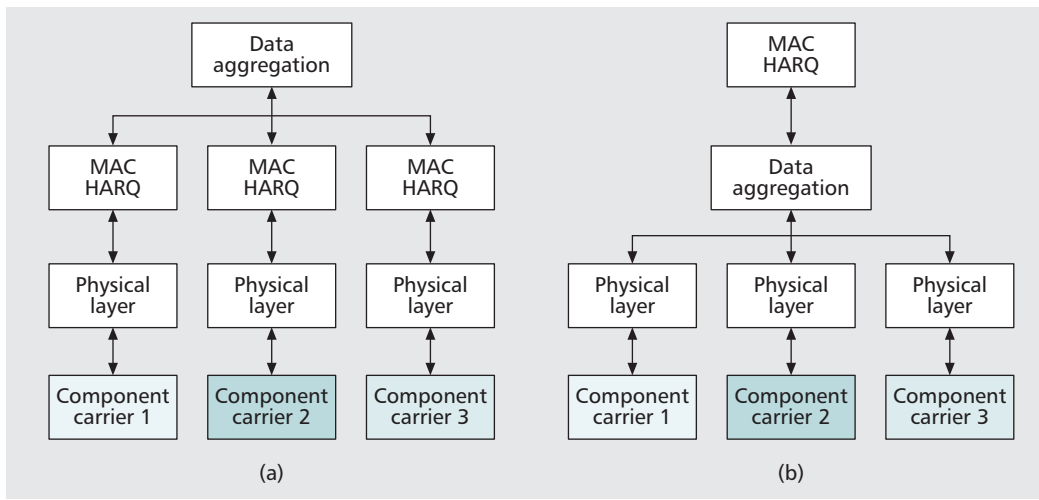 Data
aggregation
MAC
HARQ
MAC
HARQ
MAC
HARQ
Physical
layer
Physical
layer
Physical
layer
Component
carrier 1
Component
carrier 2
Component
carrier 3
(a)
MAC
HARQ
Data
aggregation
Physical
layer
Physical
layer
Physical
layer
Component
carrier 1
Component
carrier 2
Component
carrier 3
(b)